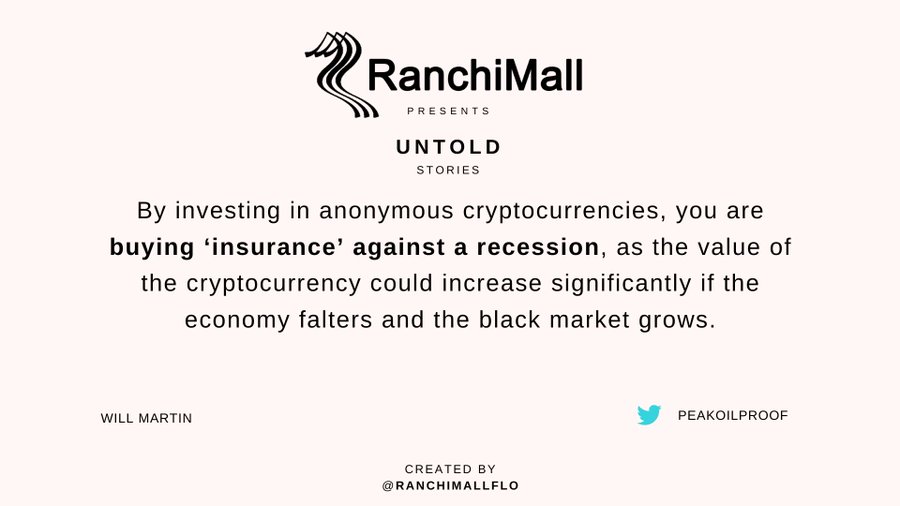 RanchiMall
PRESENTS
UNTOLD
STORIES
By investing in anonymous cryptocurrencies, you are
buying ‘insurance’ against a recession, as the value of
the cryptocurrency could increase significantly if the
economy falters and the black market grows.
WILL MARTIN
PEAKOILPROOF
CREATED BY
@RANCHIMALLFLO